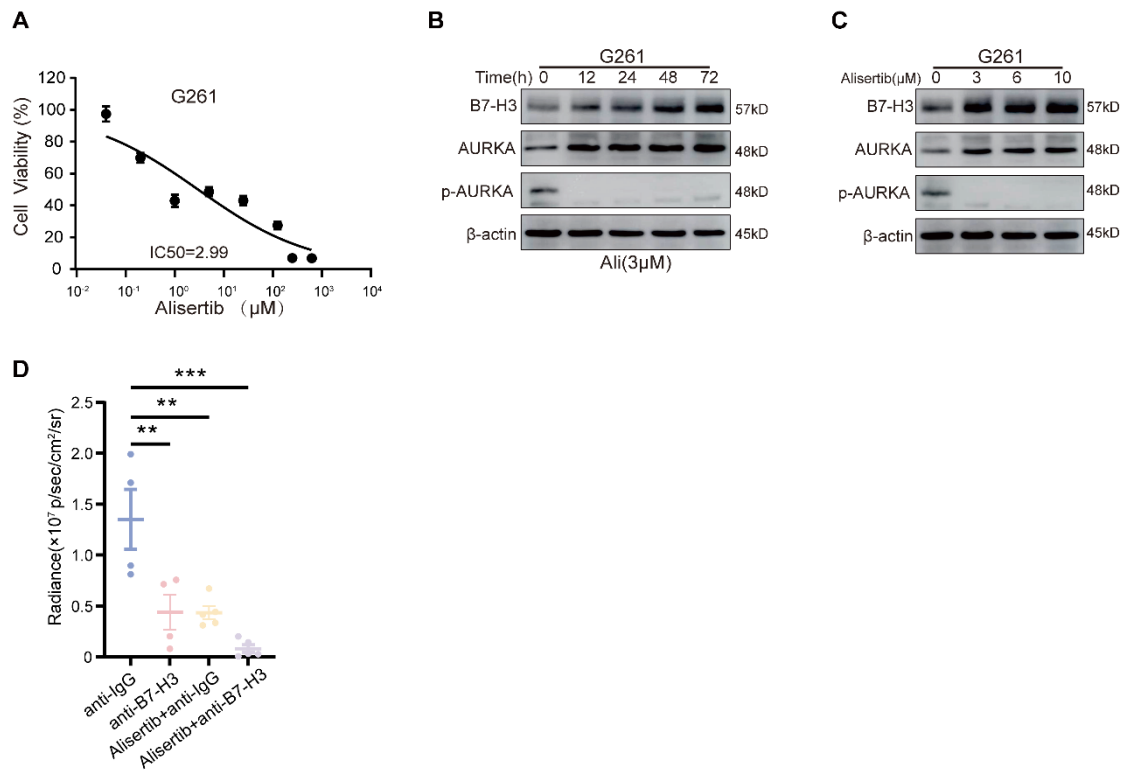 A
120
100
80
60
40
20
0
Cell Viability (%)
G261
IC50=2.99
10⁻² 10⁻¹ 10⁰ 10¹ 10² 10³ 10⁴
Alisertib (μM)
B
G261
Time(h) 0 12 24 48 72
B7-H3 57kD
AURKA 48kD
p-AURKA 48kD
β-actin 45kD
Ali(3μM)
C
G261
Alisertib(μM) 0 3 6 10
B7-H3 57kD
AURKA 48kD
p-AURKA 48kD
β-actin 45kD
D
***
**
**
2.5
2.0
1.5
1.0
0.5
0
Radiance(×10⁷ p/sec/cm²/sr)
anti-IgG
anti-B7-H3
Alisertib+anti-IgG
Alisertib+anti-B7-H3